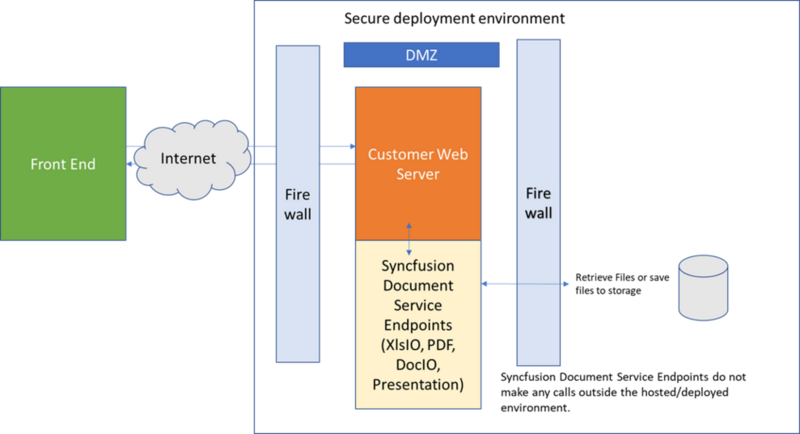 Secure deployment environment
DMZ
Front End
Internet
Customer Web
Server
Fire
wall
Fire
wall
Syncfusion
Document
Service
Endpoints
(XlsIO, PDF,
DocIO,
Presentation)
Retrieve Files or save
files to storage
Syncfusion Document Service Endpoints do not
make any calls outside the hosted/deployed
environment.